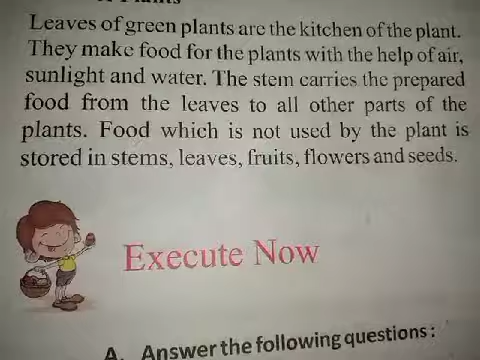 Leaves of green plants are the kitchen of the plant.
They make food for the plants with the help of air,
sunlight and water. The stem carries the prepared
food from the leaves to all other parts of the
plants. Food which is not used by the plant is
stored in stems, leaves, fruits, flowers and seeds.
Execute Now
A. Answer the following questions: